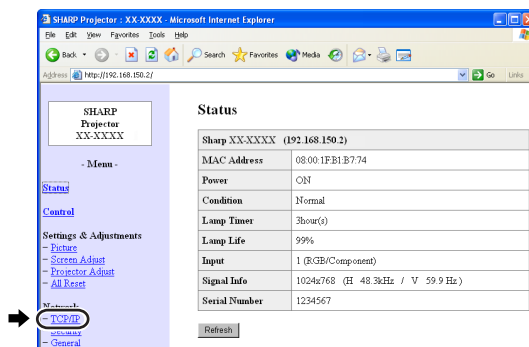 SHARP Projector : XX-XXXX - Microsoft Internet Explorer
File Edit View Favorites Tools Help
Back Search Favorites Media
Address http://192.168.150.2/ Go Links
SHARP
Projector
XX-XXXX
- Menu -
Status
Control
Settings & Adjustments
– Picture
– Screen Adjust
– Projector Adjust
– All Reset
Network
– TCP/IP
– Security
– General
Status
Sharp XX-XXXX (192.168.150.2)
MAC Address 08:00:1F:B1:B7:74
Power ON
Condition Normal
Lamp Timer 3hour(s)
Lamp Life 99%
Input 1 (RGB/Component)
Signal Info 1024x768 (H 48.3kHz / V 59.9 Hz )
Serial Number 1234567
Refresh